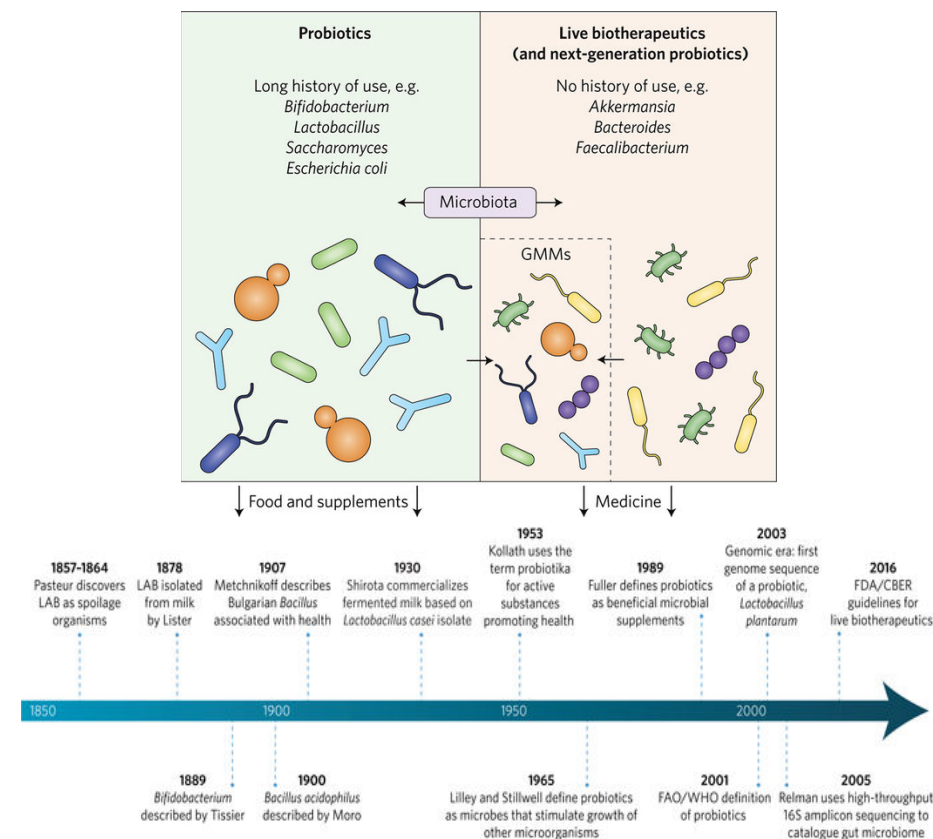 Probiotics
Long history of use, e.g.
Bifidobacterium
Lactobacillus
Saccharomyces
Escherichia coli
Live biotherapeutics
(and next-generation probiotics)
No history of use, e.g.
Akkermansia
Bacteroides
Faecalibacterium
Microbiota
GMMs
Food and supplements
Medicine
1857-1864
Pasteur discovers
LAB as spoilage
organisms
1878
LAB isolated
from milk
by Lister
1907
Metchnikoff describes
Bulgarian Bacillus
associated with health
1930
Shirota commercializes
fermented milk based on
Lactobacillus casei isolate
1953
Kollath uses the
term probiotika
for active
substances
promoting health
1989
Fuller defines probiotics
as beneficial microbial
supplements
2003
Genomic era: first
genome sequence
of a probiotic,
Lactobacillus
plantarum
2016
FDA/CBER
guidelines for
live biotherapeutics
1850
1900
1950
2000
1889
Bifidobacterium
described by Tissier
1900
Bacillus acidophilus
described by Moro
1965
Lilley and Stillwell define probiotics
as microbes that stimulate growth of
other microorganisms
2001
FAO/WHO definition
of probiotics
2005
Relman uses high-throughput
16S amplicon sequencing to
catalogue gut microbiome